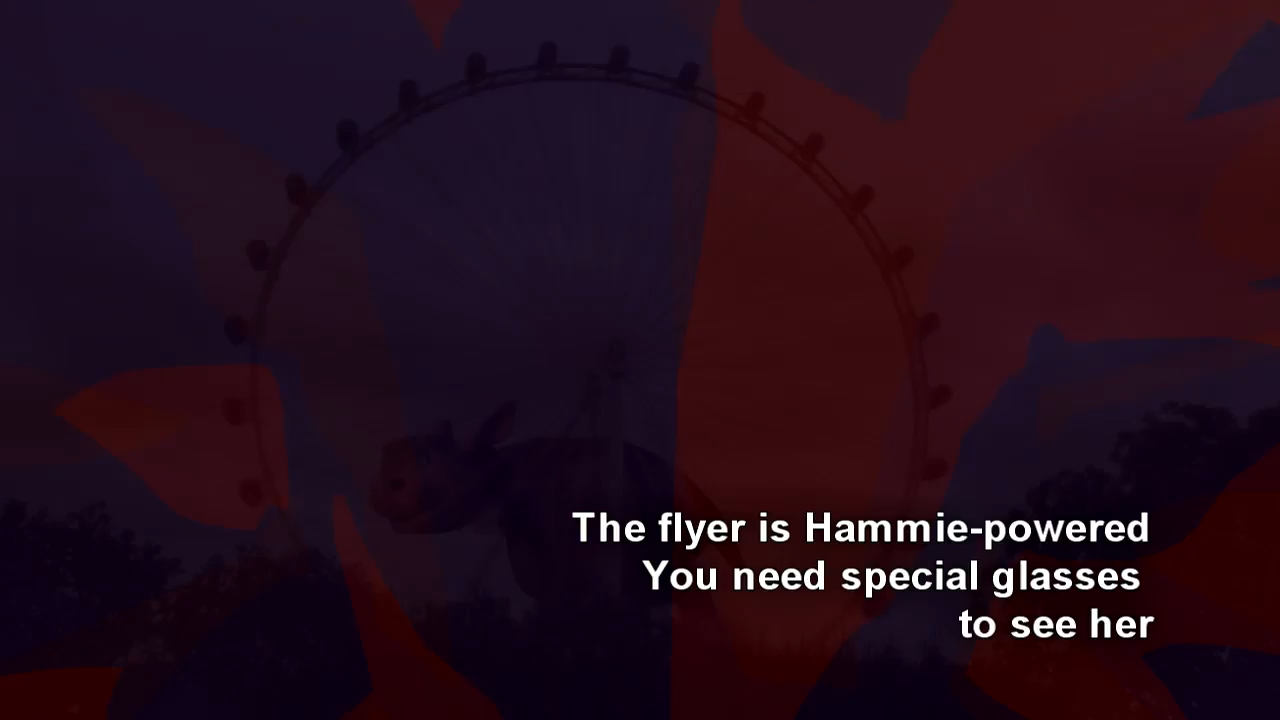 The flyer is Hammie-powered
You need special glasses
to see her